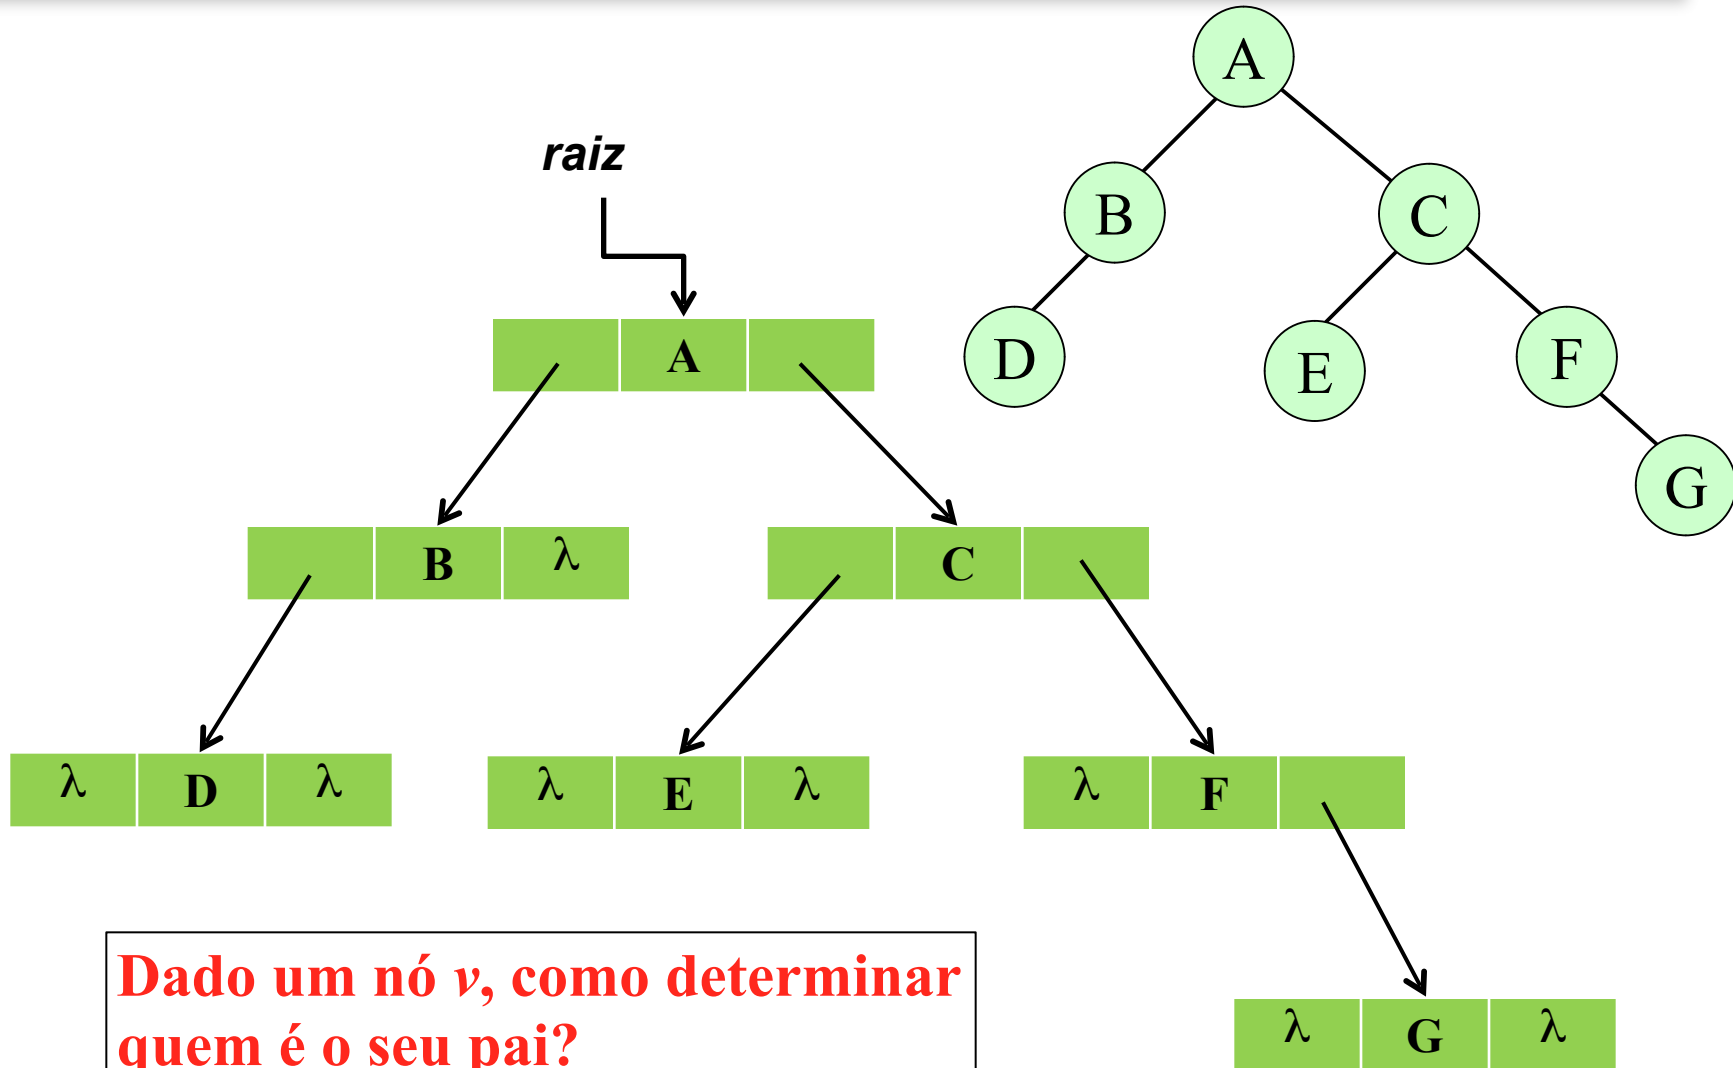 A
raiz
B
C
A
D
E
F
G
B λ
C
λ D λ
λ E λ
λ F
Dado um nó v, como determinar
quem é o seu pai?
λ G λ